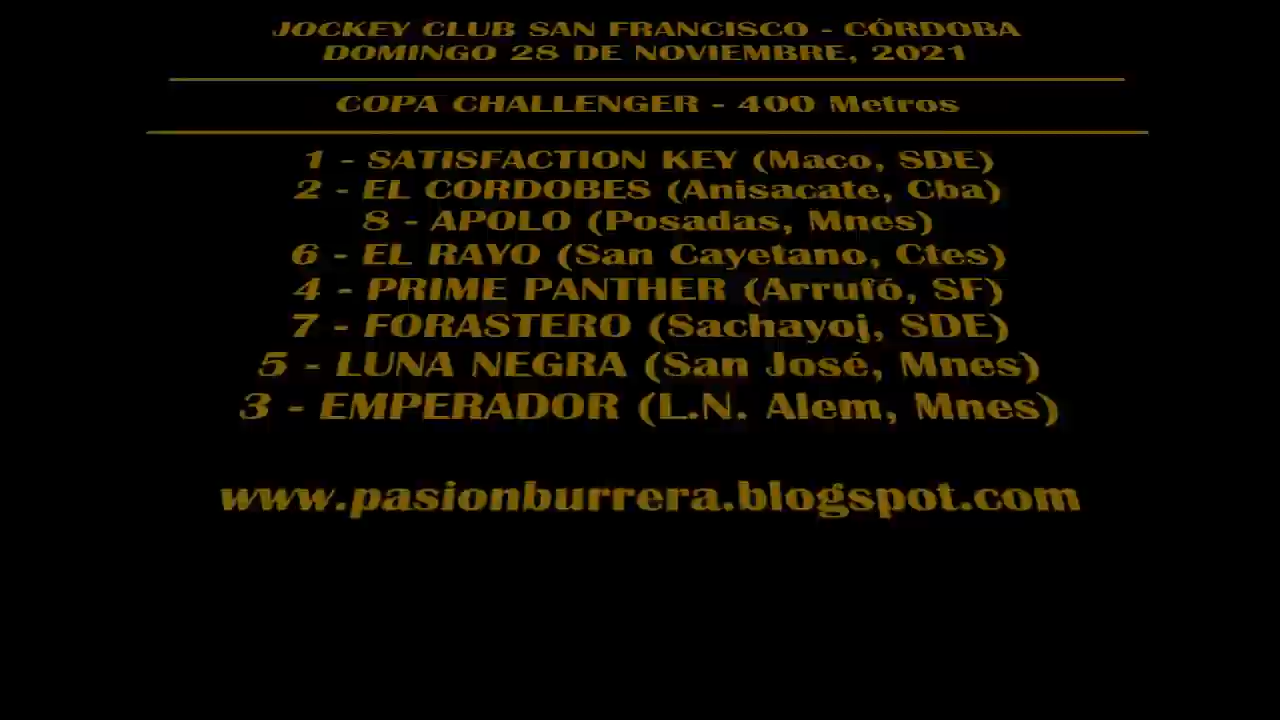 JOCKEY CLUB SAN FRANCISCO - CÓRDOBA
DOMINGO 28 DE NOVIEMBRE, 2021
COPA CHALLENGER - 400 Metros
1 - SATISFACTION KEY (Maco, SDE)
2 - EL CORDOBES (Anisacate, Cba)
8 - APOLO (Posadas, Mnes)
6 - EL RAYO (San Cayetano, Ctes)
4 - PRIME PANTHER (Arrufó, SF)
7 - FORASTERO (Sachayoj, SDE)
5 - LUNA NEGRA (San José, Mnes)
3 - EMPERADOR (L.N. Alem, Mnes)
www.pasionburrera.blogspot.com